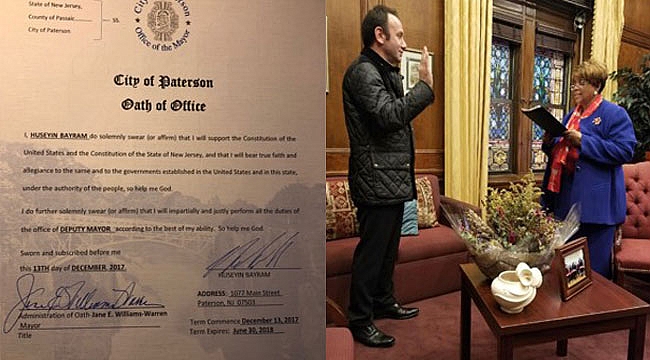 State of New Jersey,
County of Passaic
SS.
City of Paterson.
City of Paterson
Office of the Mayor
City of Paterson
Oath of Office
I, HUSEYIN BAYRAM do solemnly swear (or affirm) that I will support the Constitution of the
United States and the Constitution of the State of New Jersey, and that I will bear true faith and
allegiance to the same and to the governments established in the United States and in this state,
under the authority of the people, so help me God.
I do further solemnly swear (or affirm) that I will impartially and justly perform all the duties of
the office of DEPUTY MAYOR according to the best of my ability. So help me God.
Sworn and subscribed before me
this 13TH day of DECEMBER, 2017
HUSEYIN BAYRAM
Jane E. Williams-Warren
ADDRESS: 1077 Main Street
Paterson, NJ 07503
Administration of Oath-Jane E. Williams-Warren
Mayor
Title
Term Commence December 13, 2017
Term Expires: June 30, 2018